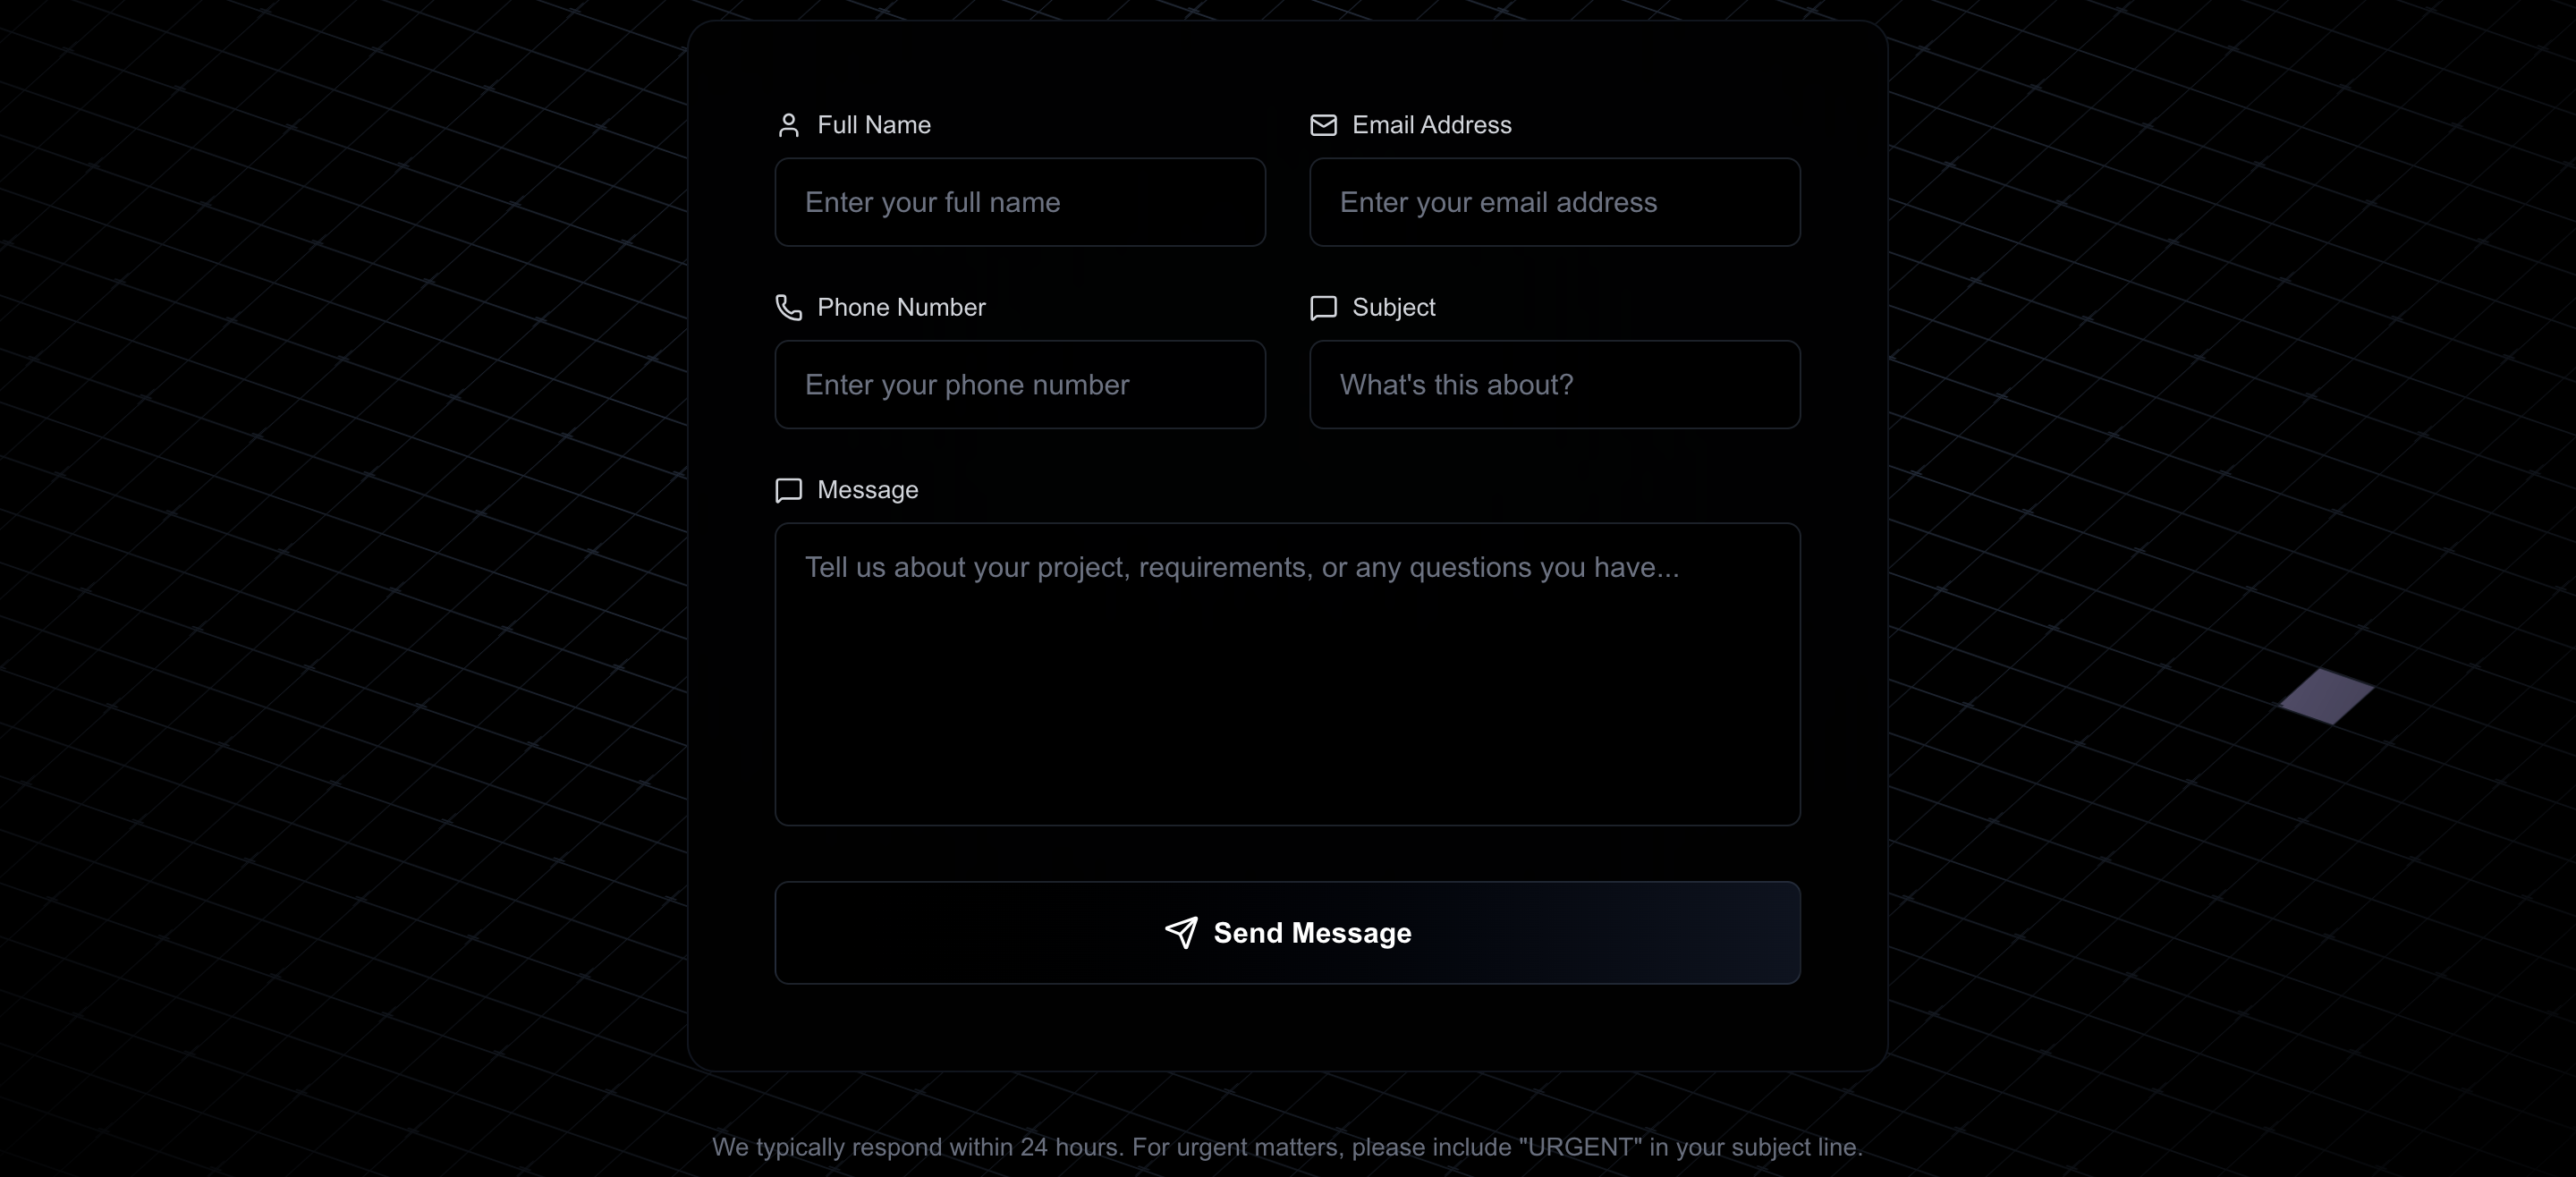 Full Name
Email Address
Enter your full name
Enter your email address
Phone Number
Subject
Enter your phone number
What's this about?
Message
Tell us about your project, requirements, or any questions you have...
Send Message
We typically respond within 24 hours. For urgent matters, please include "URGENT" in your subject line.